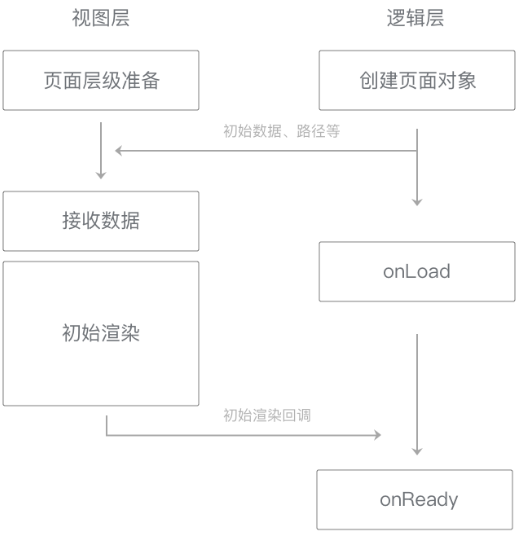 视图层
逻辑层
页面层级准备
创建页面对象
初始数据、路径等
接收数据
onLoad
初始渲染
初始渲染回调
onReady